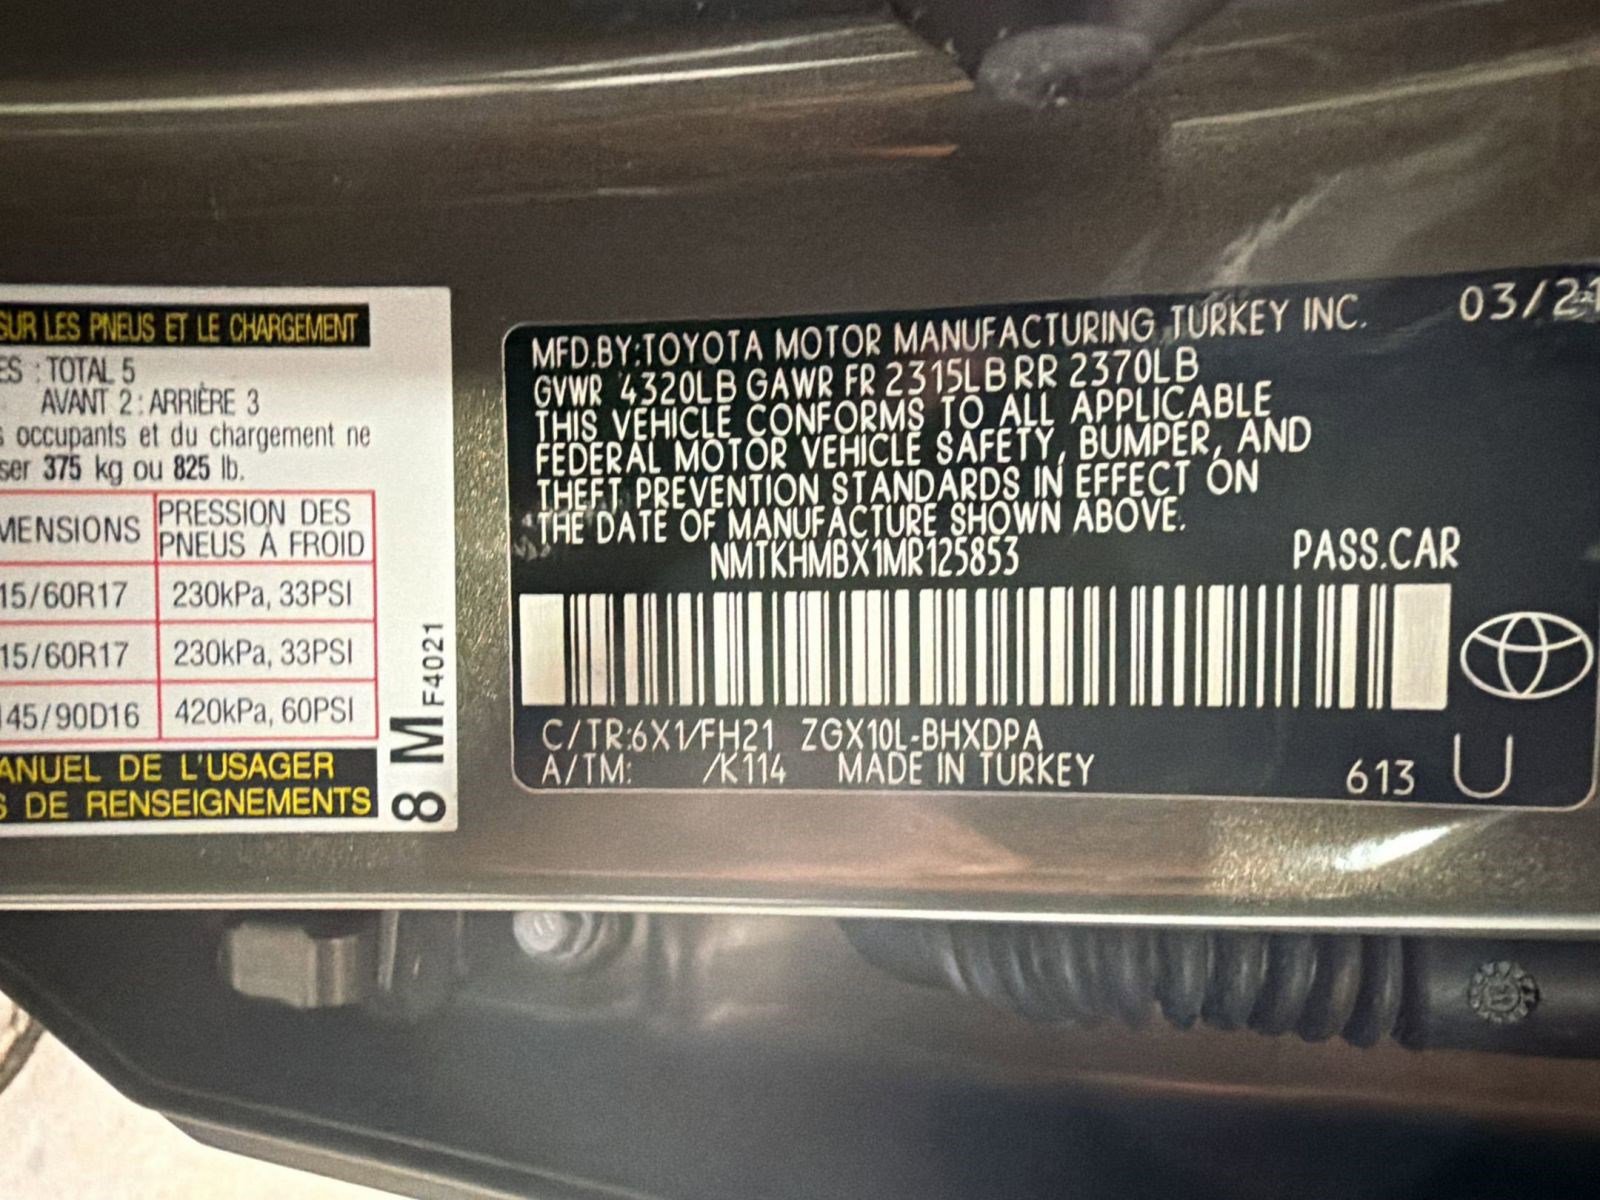 SUR LES PNEUS ET LE CHARGEMENT
ES : TOTAL 5
AVANT 2 : ARRIÈRE 3
s occupants et du chargement ne
ser 375 kg ou 825 lb.
MENSIONS PRESSION DES PNEUS À FROID
15/60R17 230kPa, 33PSI
15/60R17 230kPa, 33PSI
145/90D16 420kPa, 60PSI
ANUEL DE L'USAGER
S DE RENSEIGNEMENTS
8 M F4021
MFD.BY:TOYOTA MOTOR MANUFACTURING TURKEY INC. 03/21
GVWR 4320LB GAWR FR 2315LB RR 2370LB
THIS VEHICLE CONFORMS TO ALL APPLICABLE
FEDERAL MOTOR VEHICLE SAFETY, BUMPER, AND
THEFT PREVENTION STANDARDS IN EFFECT ON
THE DATE OF MANUFACTURE SHOWN ABOVE.
NMTKHMBX1MR125853 PASS.CAR
C/TR:6X1/FH21 ZGX10L-BHXDPA
A/TM: /K114 MADE IN TURKEY
613 U